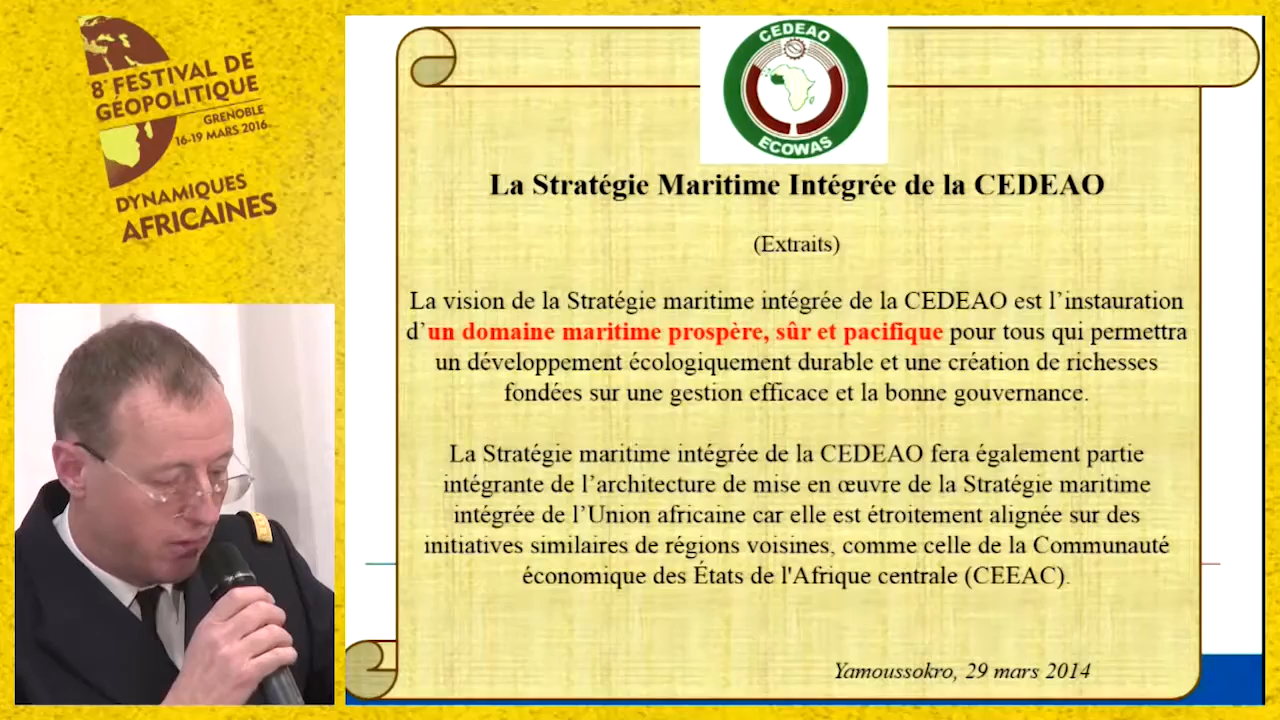 8e FESTIVAL DE
GÉOPOLITIQUE
GRENOBLE
16-19 MARS 2016
DYNAMIQUES
AFRICAINES
CEDEAO
ECOWAS
La Stratégie Maritime Intégrée de la CEDEAO
(Extraits)
La vision de la Stratégie maritime intégrée de la CEDEAO est l’instauration
d’un domaine maritime prospère, sûr et pacifique pour tous qui permettra
un développement écologiquement durable et une création de richesses
fondées sur une gestion efficace et la bonne gouvernance.
La Stratégie maritime intégrée de la CEDEAO fera également partie
intégrante de l’architecture de mise en œuvre de la Stratégie maritime
intégrée de l’Union africaine car elle est étroitement alignée sur des
initiatives similaires de régions voisines, comme celle de la Communauté
économique des États de l'Afrique centrale (CEEAC).
Yamoussokro, 29 mars 2014